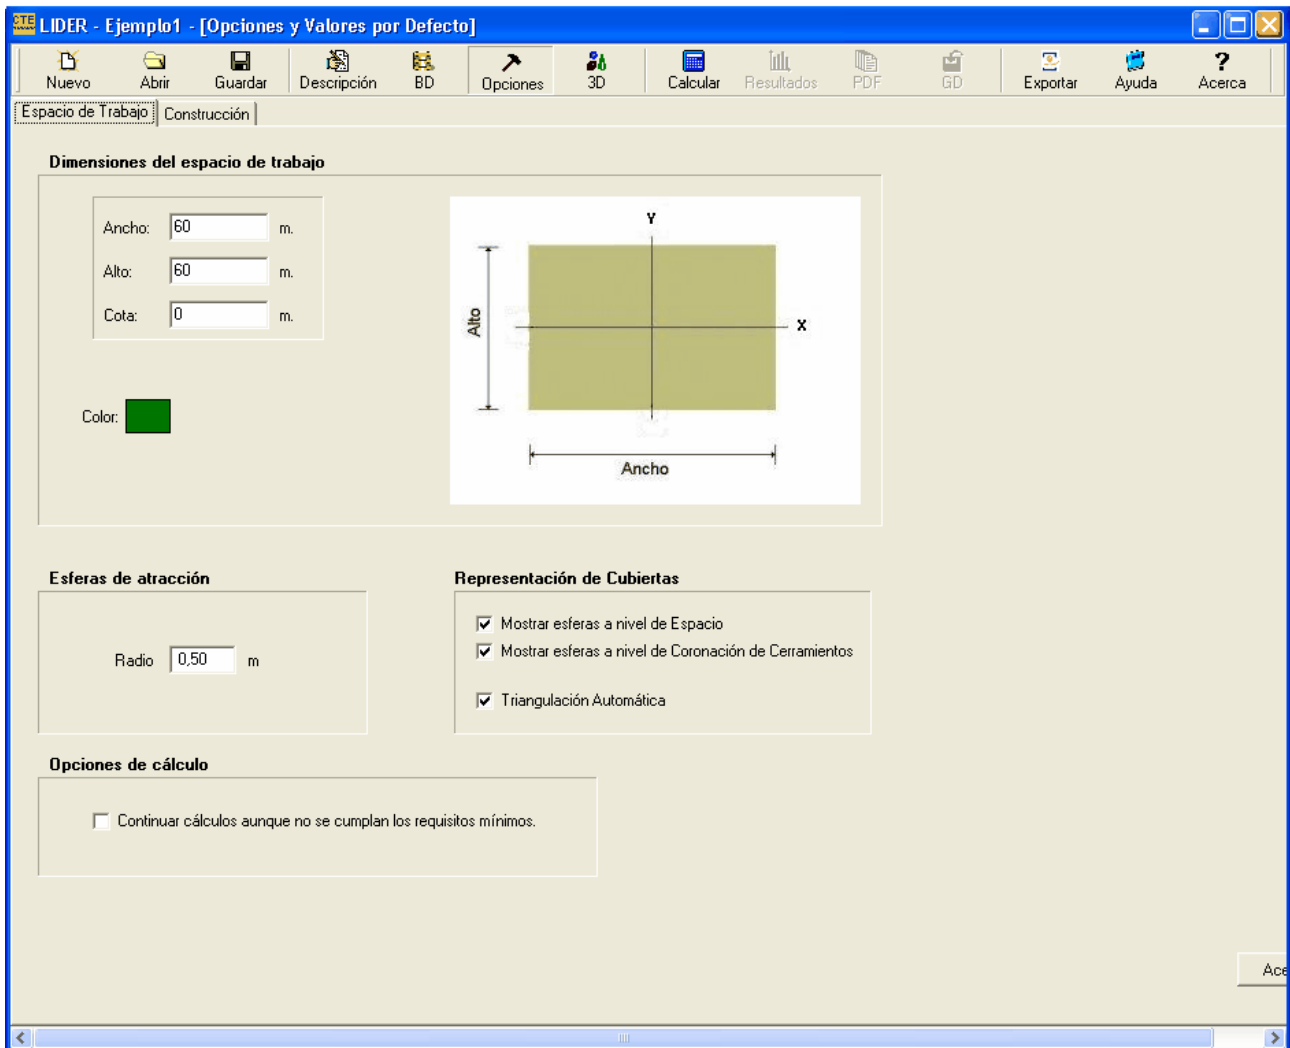 CTE LIDER - Ejemplo1 - [Opciones y Valores por Defecto]
Nuevo Abrir Guardar Descripción BD Opciones 3D Calcular Resultados PDF GD Exportar Ayuda Acerca
Espacio de Trabajo Construcción
Dimensiones del espacio de trabajo
Ancho: 60 m.
Alto: 60 m.
Cota: 0 m.
Color:
Y
X
Alto
Ancho
Esferas de atracción
Radio 0,50 m
Representación de Cubiertas
Mostrar esferas a nivel de Espacio
Mostrar esferas a nivel de Coronación de Cerramientos
Triangulación Automática
Opciones de cálculo
Continuar cálculos aunque no se cumplan los requisitos mínimos.
Ace